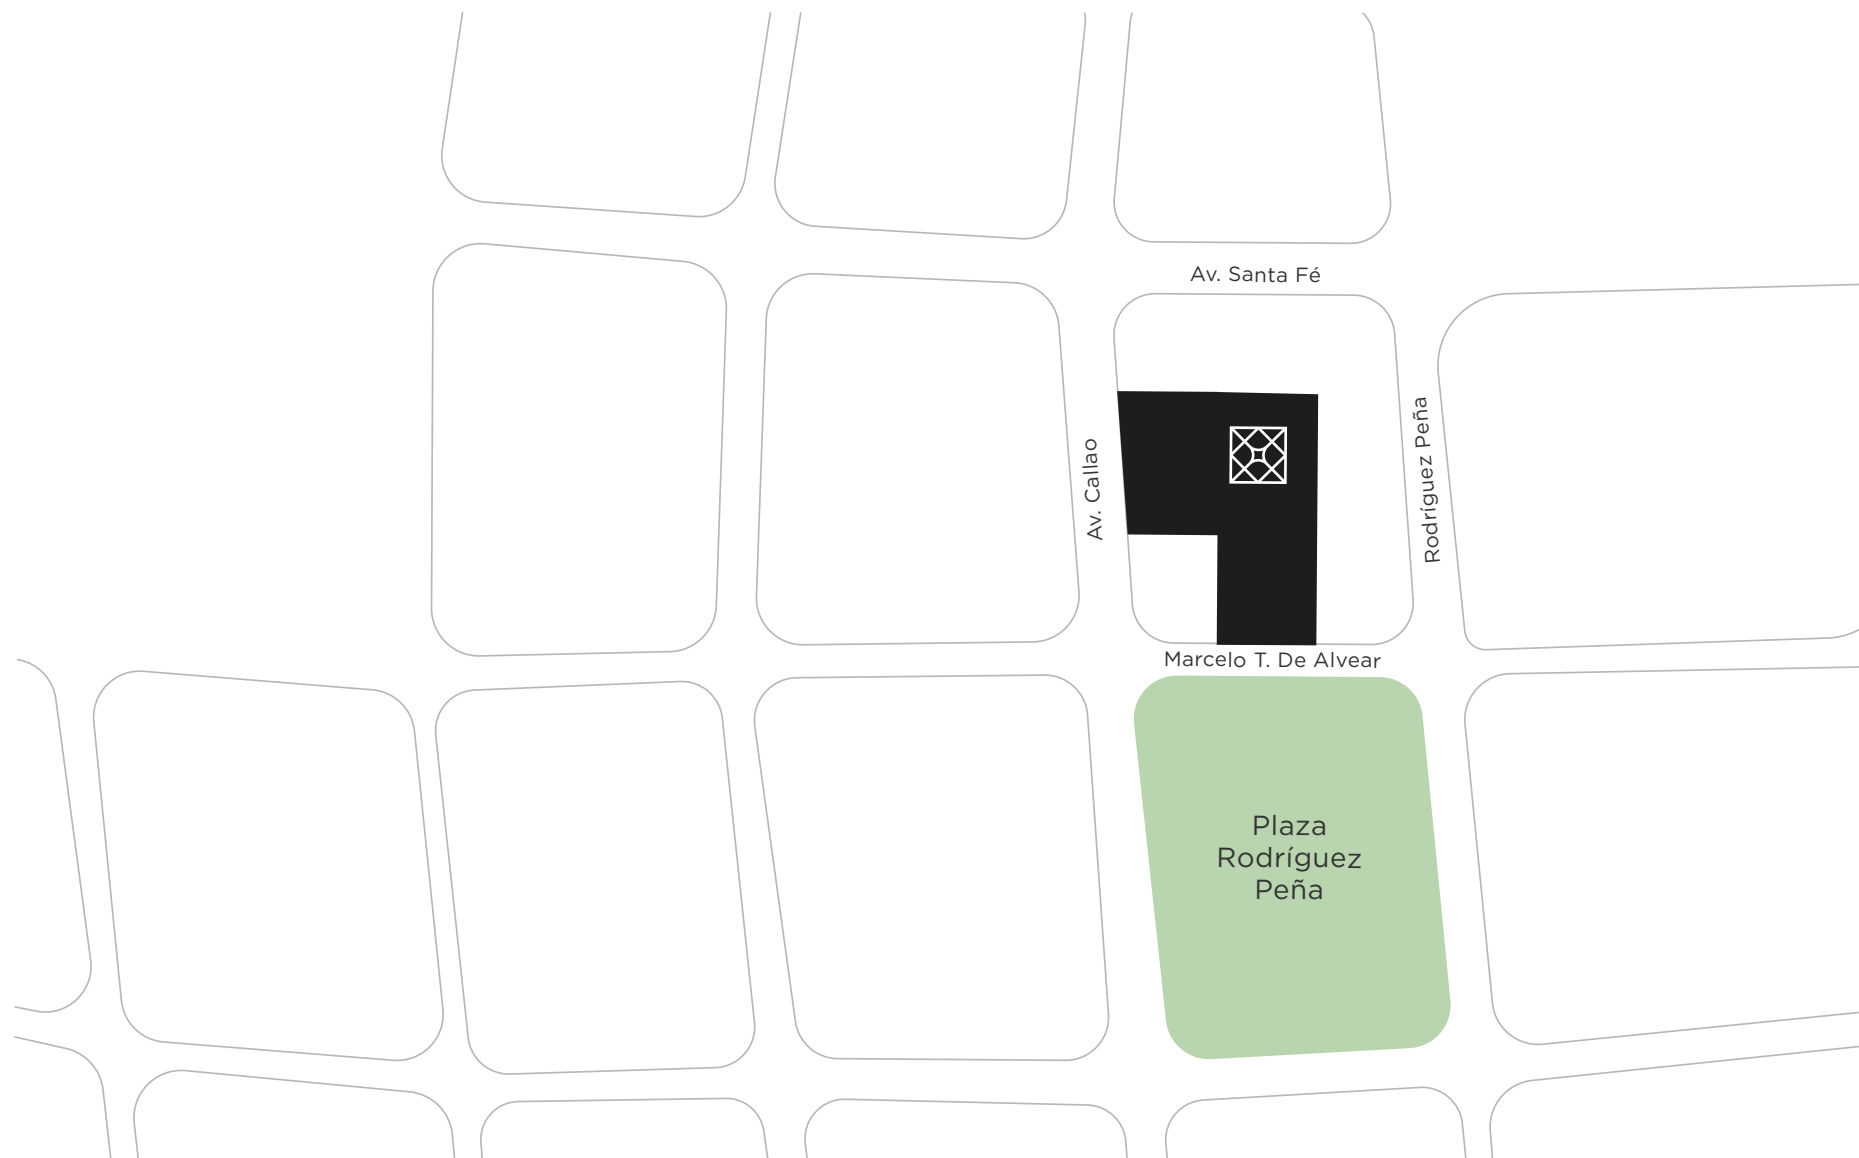 Av. Santa Fé
Av. Callao
Rodríguez Peña
Marcelo T. De Alvear
Plaza
Rodríguez
Peña